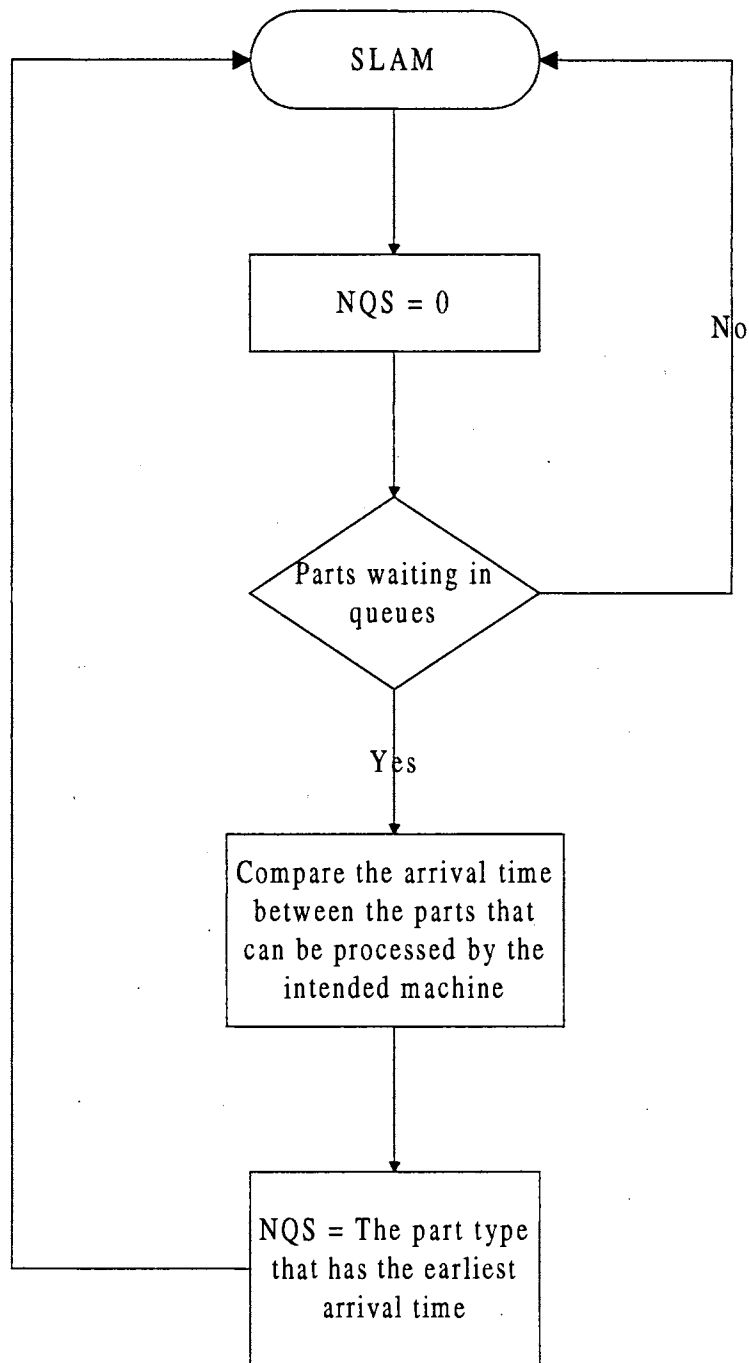 SLAM
NQS = 0
No
Parts waiting in
queues
Yes
Compare the arrival time
between the parts that
can be processed by the
intended machine
NQS = The part type
that has the earliest
arrival time